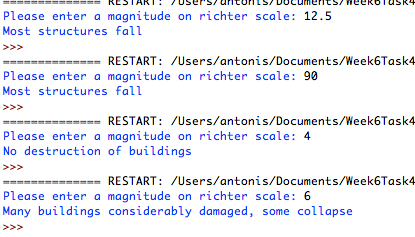 ============== RESTART: /Users/antonis/Documents/Week6Task4
Please enter a magnitude on richter scale: 12.5
Most structures fall
>>>
============== RESTART: /Users/antonis/Documents/Week6Task4
Please enter a magnitude on richter scale: 90
Most structures fall
>>>
============== RESTART: /Users/antonis/Documents/Week6Task4
Please enter a magnitude on richter scale: 4
No destruction of buildings
>>>
============== RESTART: /Users/antonis/Documents/Week6Task4
Please enter a magnitude on richter scale: 6
Many buildings considerably damaged, some collapse
>>>